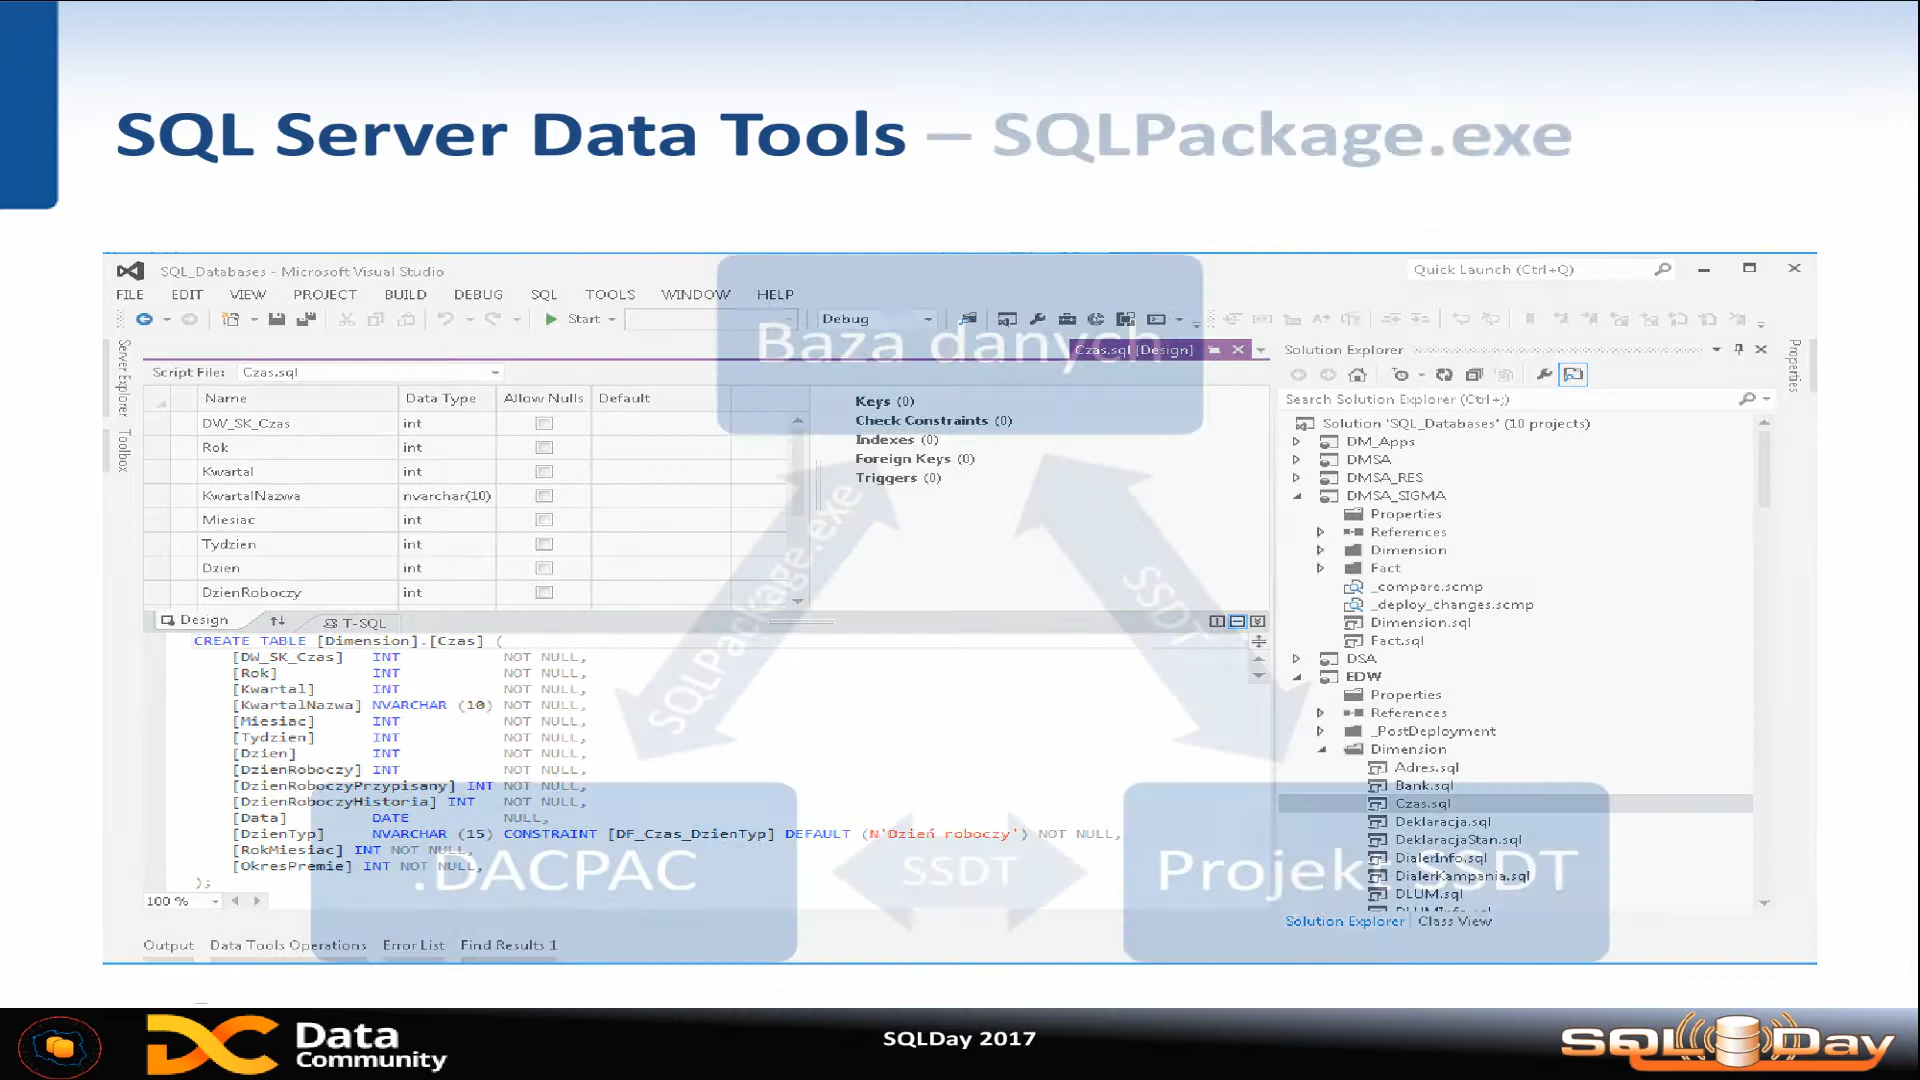 SQL Server Data Tools – SQLPackage.exe
SQL_Databases - Microsoft Visual Studio
Quick Launch (Ctrl+Q)
FILE EDIT VIEW PROJECT BUILD DEBUG SQL TOOLS WINDOW HELP
Start Debug
Baza danych
Czas.sql [Design]
Server Explorer
Toolbox
Script File: Czas.sql
Name Data Type Allow Nulls Default
DW_SK_Czas int
Rok int
Kwartal int
KwartalNazwa nvarchar(10)
Miesiac int
Tydzien int
Dzien int
DzienRoboczy int
Keys (0)
Check Constraints (0)
Indexes (0)
Foreign Keys (0)
Triggers (0)
SQLPackage.exe
SSDT
Design T-SQL
CREATE TABLE [Dimension].[Czas] (
[DW_SK_Czas] INT NOT NULL,
[Rok] INT NOT NULL,
[Kwartal] INT NOT NULL,
[KwartalNazwa] NVARCHAR (10) NOT NULL,
[Miesiac] INT NOT NULL,
[Tydzien] INT NOT NULL,
[Dzien] INT NOT NULL,
[DzienRoboczy] INT NOT NULL,
[DzienRoboczyPrzypisany] INT NOT NULL,
[DzienRoboczyHistoria] INT NOT NULL,
[Data] DATE NULL,
[DzienTyp] NVARCHAR (15) CONSTRAINT [DF_Czas_DzienTyp] DEFAULT (N'Dzień roboczy') NOT NULL,
[RokMiesiac] INT NOT NULL,
[OkresPremie] INT NOT NULL,
);
100 %
.DACPAC
SSDT
Projekt SSDT
Output Data Tools Operations Error List Find Results 1
Solution Explorer
Properties
Search Solution Explorer (Ctrl+;)
Solution 'SQL_Databases' (10 projects)
DM_Apps
DMSA
DMSA_RES
DMSA_SIGMA
Properties
References
Dimension
Fact
_compare.scmp
_deploy_changes.scmp
Dimension.sql
Fact.sql
DSA
EDW
Properties
References
_PostDeployment
Dimension
Adres.sql
Bank.sql
Czas.sql
Deklaracja.sql
DeklaracjaStan.sql
DialerInfo.sql
DialerKampania.sql
DLUM.sql
Solution Explorer Class View
DC Data
Community
SQLDay 2017
SQL Day